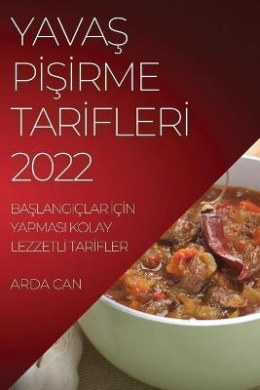 YAVAŞ
PİŞİRME
TARİFLERİ
2022
BAŞLANGIÇLAR İÇİN
YAPMASI KOLAY
LEZZETLİ TARİFLER
ARDA CAN